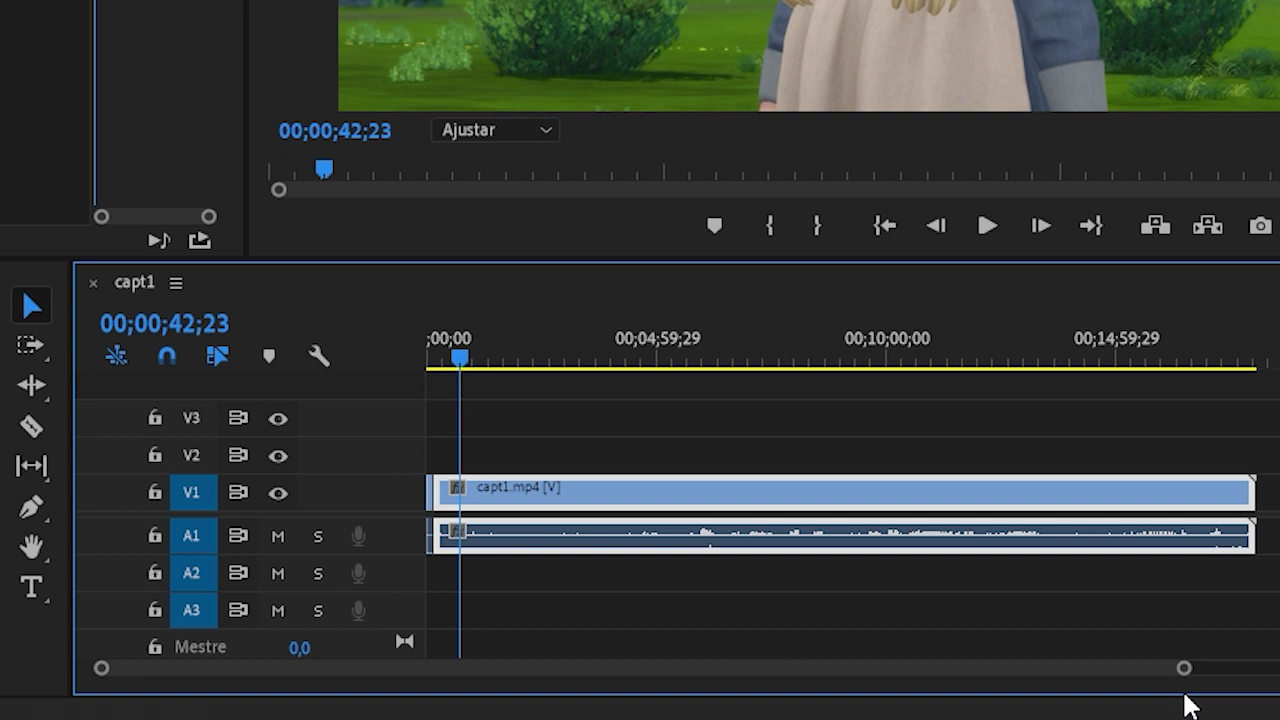 00;00;42;23 Ajustar
capt1
00;00;42;23
;00;00 00;04;59;29 00;10;00;00 00;14;59;29
V3
V2
V1 capt1.mp4 [V]
A1 M S
A2 M S
A3 M S
Mestre 0,0